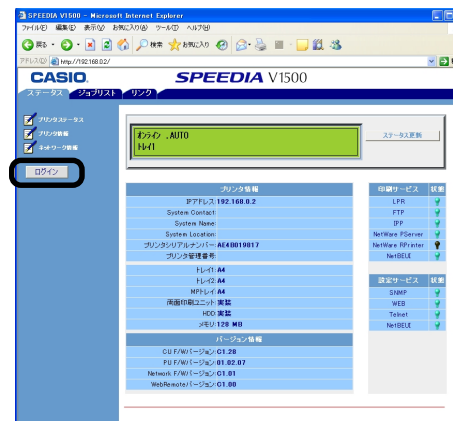 SPEEDIA V1500 - Microsoft Internet Explorer
ファイル(F) 編集(E) 表示(V) お気に入り(A) ツール(T) ヘルプ(H)
戻る 検索 お気に入り
アドレス(D) http://192.168.0.2/
CASIO. SPEEDIA V1500
ステータス ジョブリスト リンク
プリンタステータス
プリンタ情報
ネットワーク情報
ログイン
オンライン .AUTO
トレイ1
ステータス更新
プリンタ情報
IPアドレス: 192.168.0.2
System Contact:
System Name:
System Location:
プリンタシリアルナンバー: AE4B019817
プリンタ管理番号:
トレイ1: A4
トレイ2: A4
MPトレイ: A4
両面印刷ユニット: 実装
HDD: 実装
メモリ: 128 MB
バージョン情報
CU F/Wバージョン: C1.28
PU F/Wバージョン: 01.02.07
Network F/Wバージョン: C1.01
WebRemoteバージョン: C1.00
印刷サービス 状態
LPR
FTP
IPP
NetWare PServer
NetWare RPrinter
NetBEUI
設定サービス 状態
SNMP
WEB
Telnet
NetBEUI